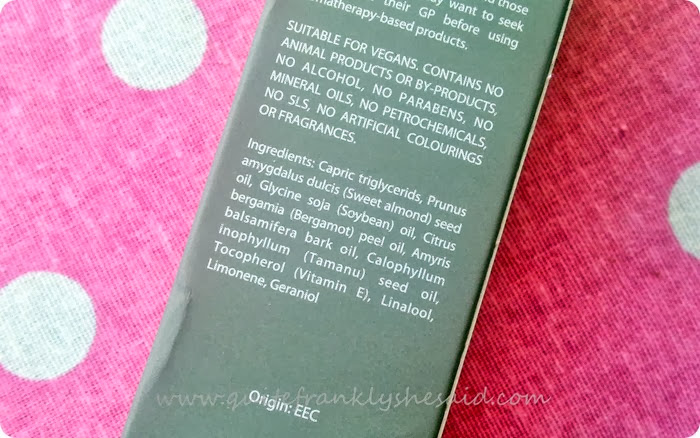 those
want to seek
their GP before using
-based products.
SUITABLE FOR VEGANS. CONTAINS NO
ANIMAL PRODUCTS OR BY-PRODUCTS,
NO ALCOHOL, NO PARABENS, NO
MINERAL OILS, NO PETROCHEMICALS,
NO SLS, NO ARTIFICIAL COLOURINGS
OR FRAGRANCES.
Ingredients: Capric triglycerids, Prunus
amygdalus dulcis (Sweet almond) seed
oil, Glycine soja (Soybean) oil, Citrus
bergamia (Bergamot) peel oil, Amyris
balsamifera bark oil, Calophyllum
inophyllum (Tamanu) seed oil,
Tocopherol (Vitamin E), Linalool,
Limonene, Geraniol
www.quitefranklyshesaid.com
Origin: EEC